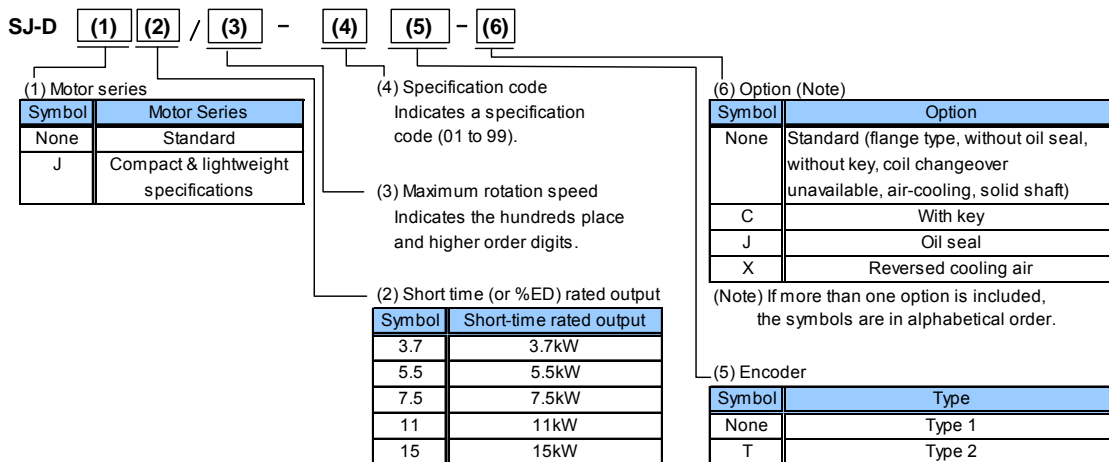 SJ-D (1) (2) / (3) - (4) (5) - (6)
(1) Motor series
Symbol Motor Series
None Standard
J Compact & lightweight
specifications
(4) Specification code
Indicates a specification
code (01 to 99).
(3) Maximum rotation speed
Indicates the hundreds place
and higher order digits.
(2) Short time (or %ED) rated output
Symbol Short-time rated output
3.7 3.7kW
5.5 5.5kW
7.5 7.5kW
11 11kW
15 15kW
(6) Option (Note)
Symbol Option
None Standard (flange type, without oil seal,
without key, coil changeover
unavailable, air-cooling, solid shaft)
C With key
J Oil seal
X Reversed cooling air
(Note) If more than one option is included,
the symbols are in alphabetical order.
(5) Encoder
Symbol Type
None Type 1
T Type 2